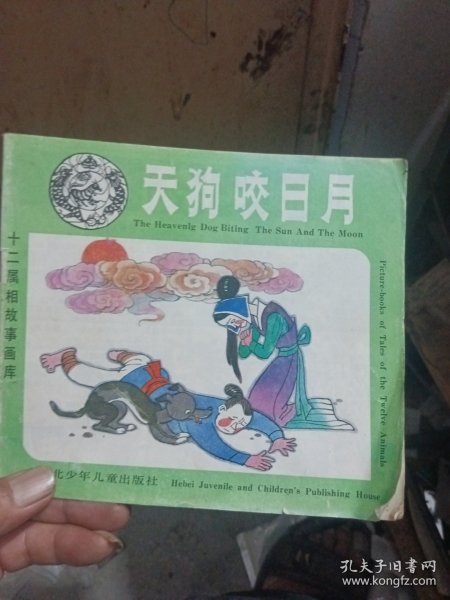 天狗咬日月
The Heavenlg Dog Biting The Sun And The Moon
十二属相故事画库
Picture-books of Tales of the Twelve Animals
北少年儿童出版社 Hebei Juvenile and Children's Publishing House
孔夫子旧书网
www.kongfz.com